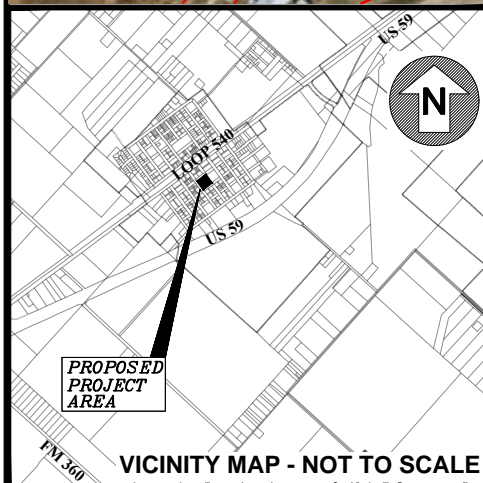 US 59
N
LOOP 540
US 59
PROPOSED
PROJECT
AREA
FM 360
VICINITY MAP - NOT TO SCALE